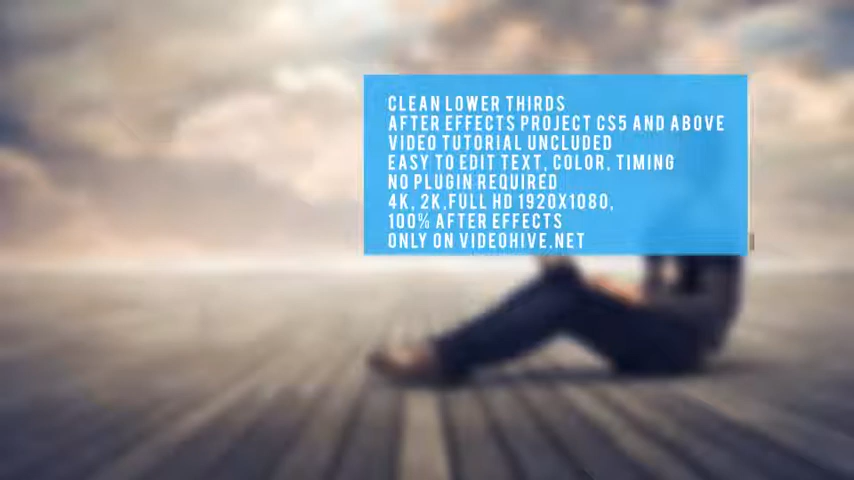 CLEAN LOWER THIRDS
AFTER EFFECTS PROJECT CS5 AND ABOVE
VIDEO TUTORIAL UNCLUDED
EASY TO EDIT TEXT, COLOR, TIMING
NO PLUGIN REQUIRED
4K, 2K,FULL HD 1920X1080,
100% AFTER EFFECTS
ONLY ON VIDEOHIVE.NET